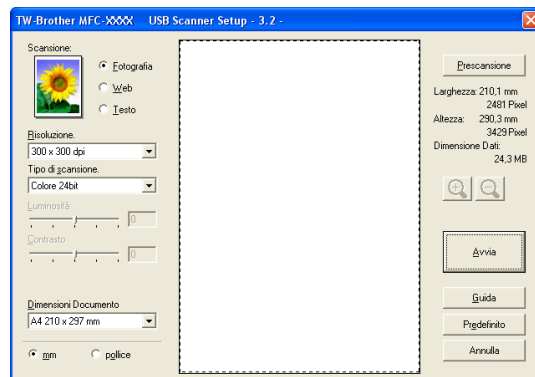 TW-Brother MFC-XXXX    USB Scanner Setup - 3.2 -
Scansione:
Fotografia
Web
Testo
Risoluzione.
300 x 300 dpi
Tipo di scansione.
Colore 24bit
Luminosità
0
Contrasto
0
Dimensioni Documento
A4 210 x 297 mm
mm
pollice
Prescansione
Larghezza: 210,1 mm
2481 Pixel
Altezza: 290,3 mm
3429 Pixel
Dimensione Dati:
24,3 MB
Avvia
Guida
Predefinito
Annulla